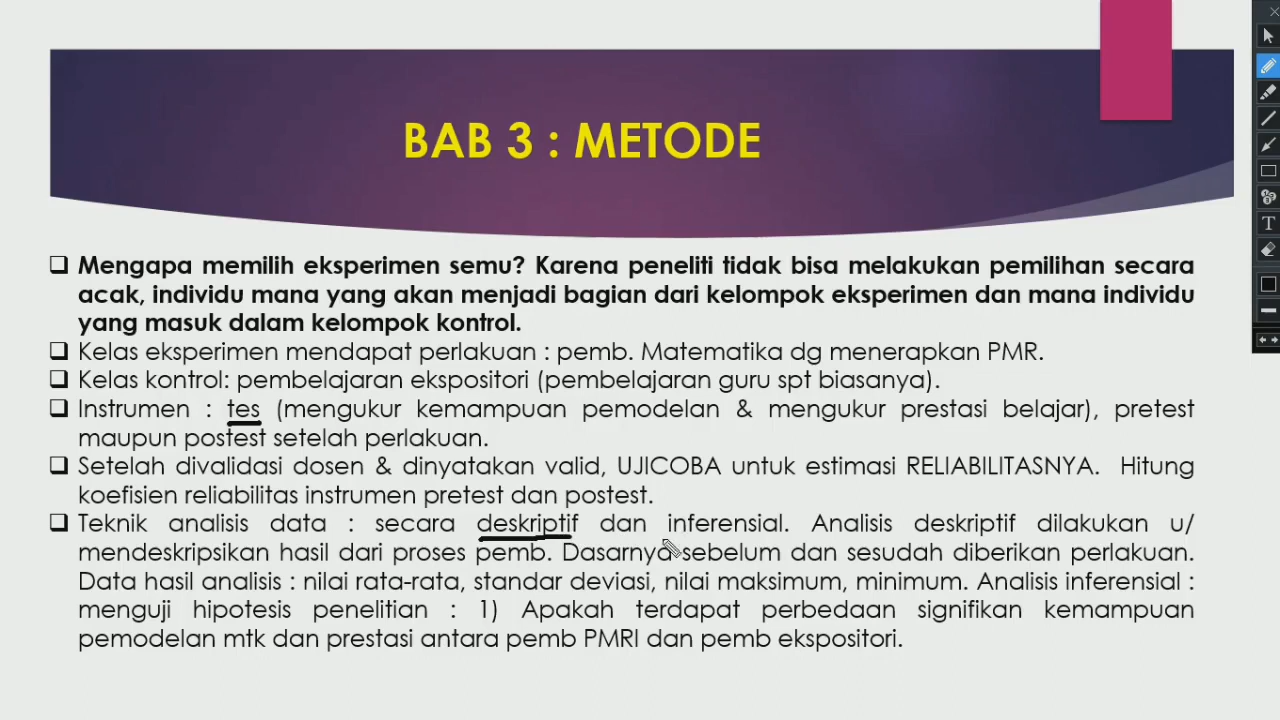 BAB 3 : METODE
Mengapa memilih eksperimen semu? Karena peneliti tidak bisa melakukan pemilihan secara
acak, individu mana yang akan menjadi bagian dari kelompok eksperimen dan mana individu
yang masuk dalam kelompok kontrol.
Kelas eksperimen mendapat perlakuan : pemb. Matematika dg menerapkan PMR.
Kelas kontrol: pembelajaran ekspositori (pembelajaran guru spt biasanya).
Instrumen : tes (mengukur kemampuan pemodelan & mengukur prestasi belajar), pretest
maupun postest setelah perlakuan.
Setelah divalidasi dosen & dinyatakan valid, UJICOBA untuk estimasi RELIABILITASNYA. Hitung
koefisien reliabilitas instrumen pretest dan postest.
Teknik analisis data : secara deskriptif dan inferensial. Analisis deskriptif dilakukan u/
mendeskripsikan hasil dari proses pemb. Dasarnya sebelum dan sesudah diberikan perlakuan.
Data hasil analisis : nilai rata-rata, standar deviasi, nilai maksimum, minimum. Analisis inferensial :
menguji hipotesis penelitian : 1) Apakah terdapat perbedaan signifikan kemampuan
pemodelan mtk dan prestasi antara pemb PMRI dan pemb ekspositori.
T